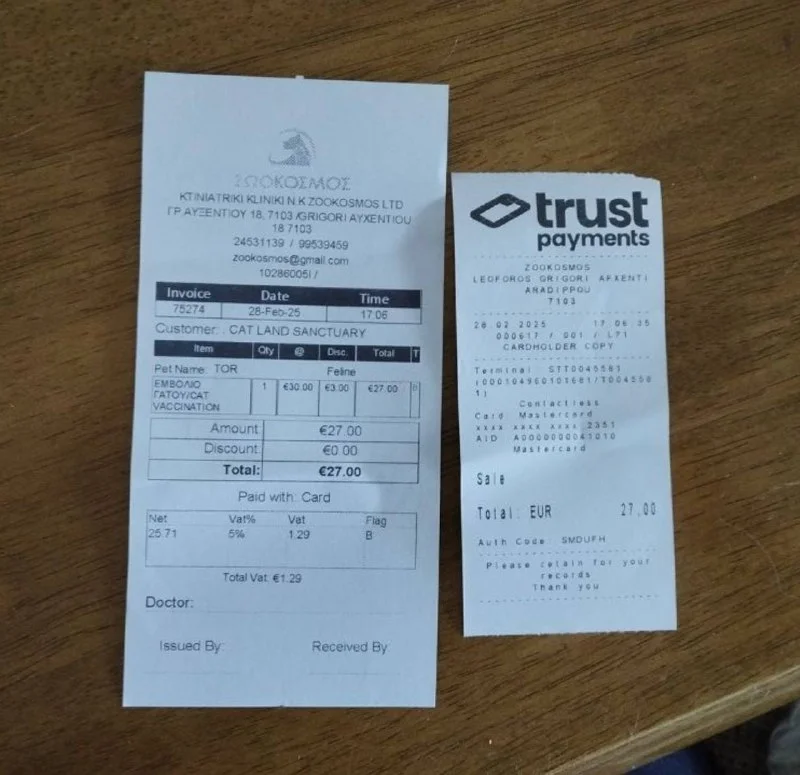 ΖΩΟΚΟΣΜΟΣ
KTINIATRIKI KLINIKI N.K ZOOKOSMOS LTD
ΓΡ.ΑΥΞΕΝΤΙΟΥ 18, 7103 /GRIGORI AYXENTIOU
18 7103
24531139 / 99539459
zookosmos@gmail.com
10286005I /
Invoice Date Time
75274 28-Feb-25 17:06
Customer: CAT LAND SANCTUARY
Item Qty @ Disc. Total T
Pet Name: TOR Feline
ΕΜΒΟΛΙΟ 1 €30.00 €3.00 €27.00 B
ΓΑΤΟΥ/CAT
VACCINATION
Amount: €27.00
Discount: €0.00
Total: €27.00
Paid with: Card
Net Vat% Vat Flag
25.71 5% 1.29 B
Total Vat: €1.29
Doctor:
Issued By: Received By:
trust
payments
ZOOKOSMOS
LEOFOROS GRIGORI AFXENTI
ARADIPPOU
7103
28.02.2025 17:06:35
000617 / 001 / L71
CARDHOLDER COPY
Terminal
Contactless
Card: Mastercard
xxxx xxxx xxxx 2351
AID: A0000000041010
Mastercard
Sale
Total: EUR 27.00
Auth Code: SMDUFH
Please retain for your
records
Thank you